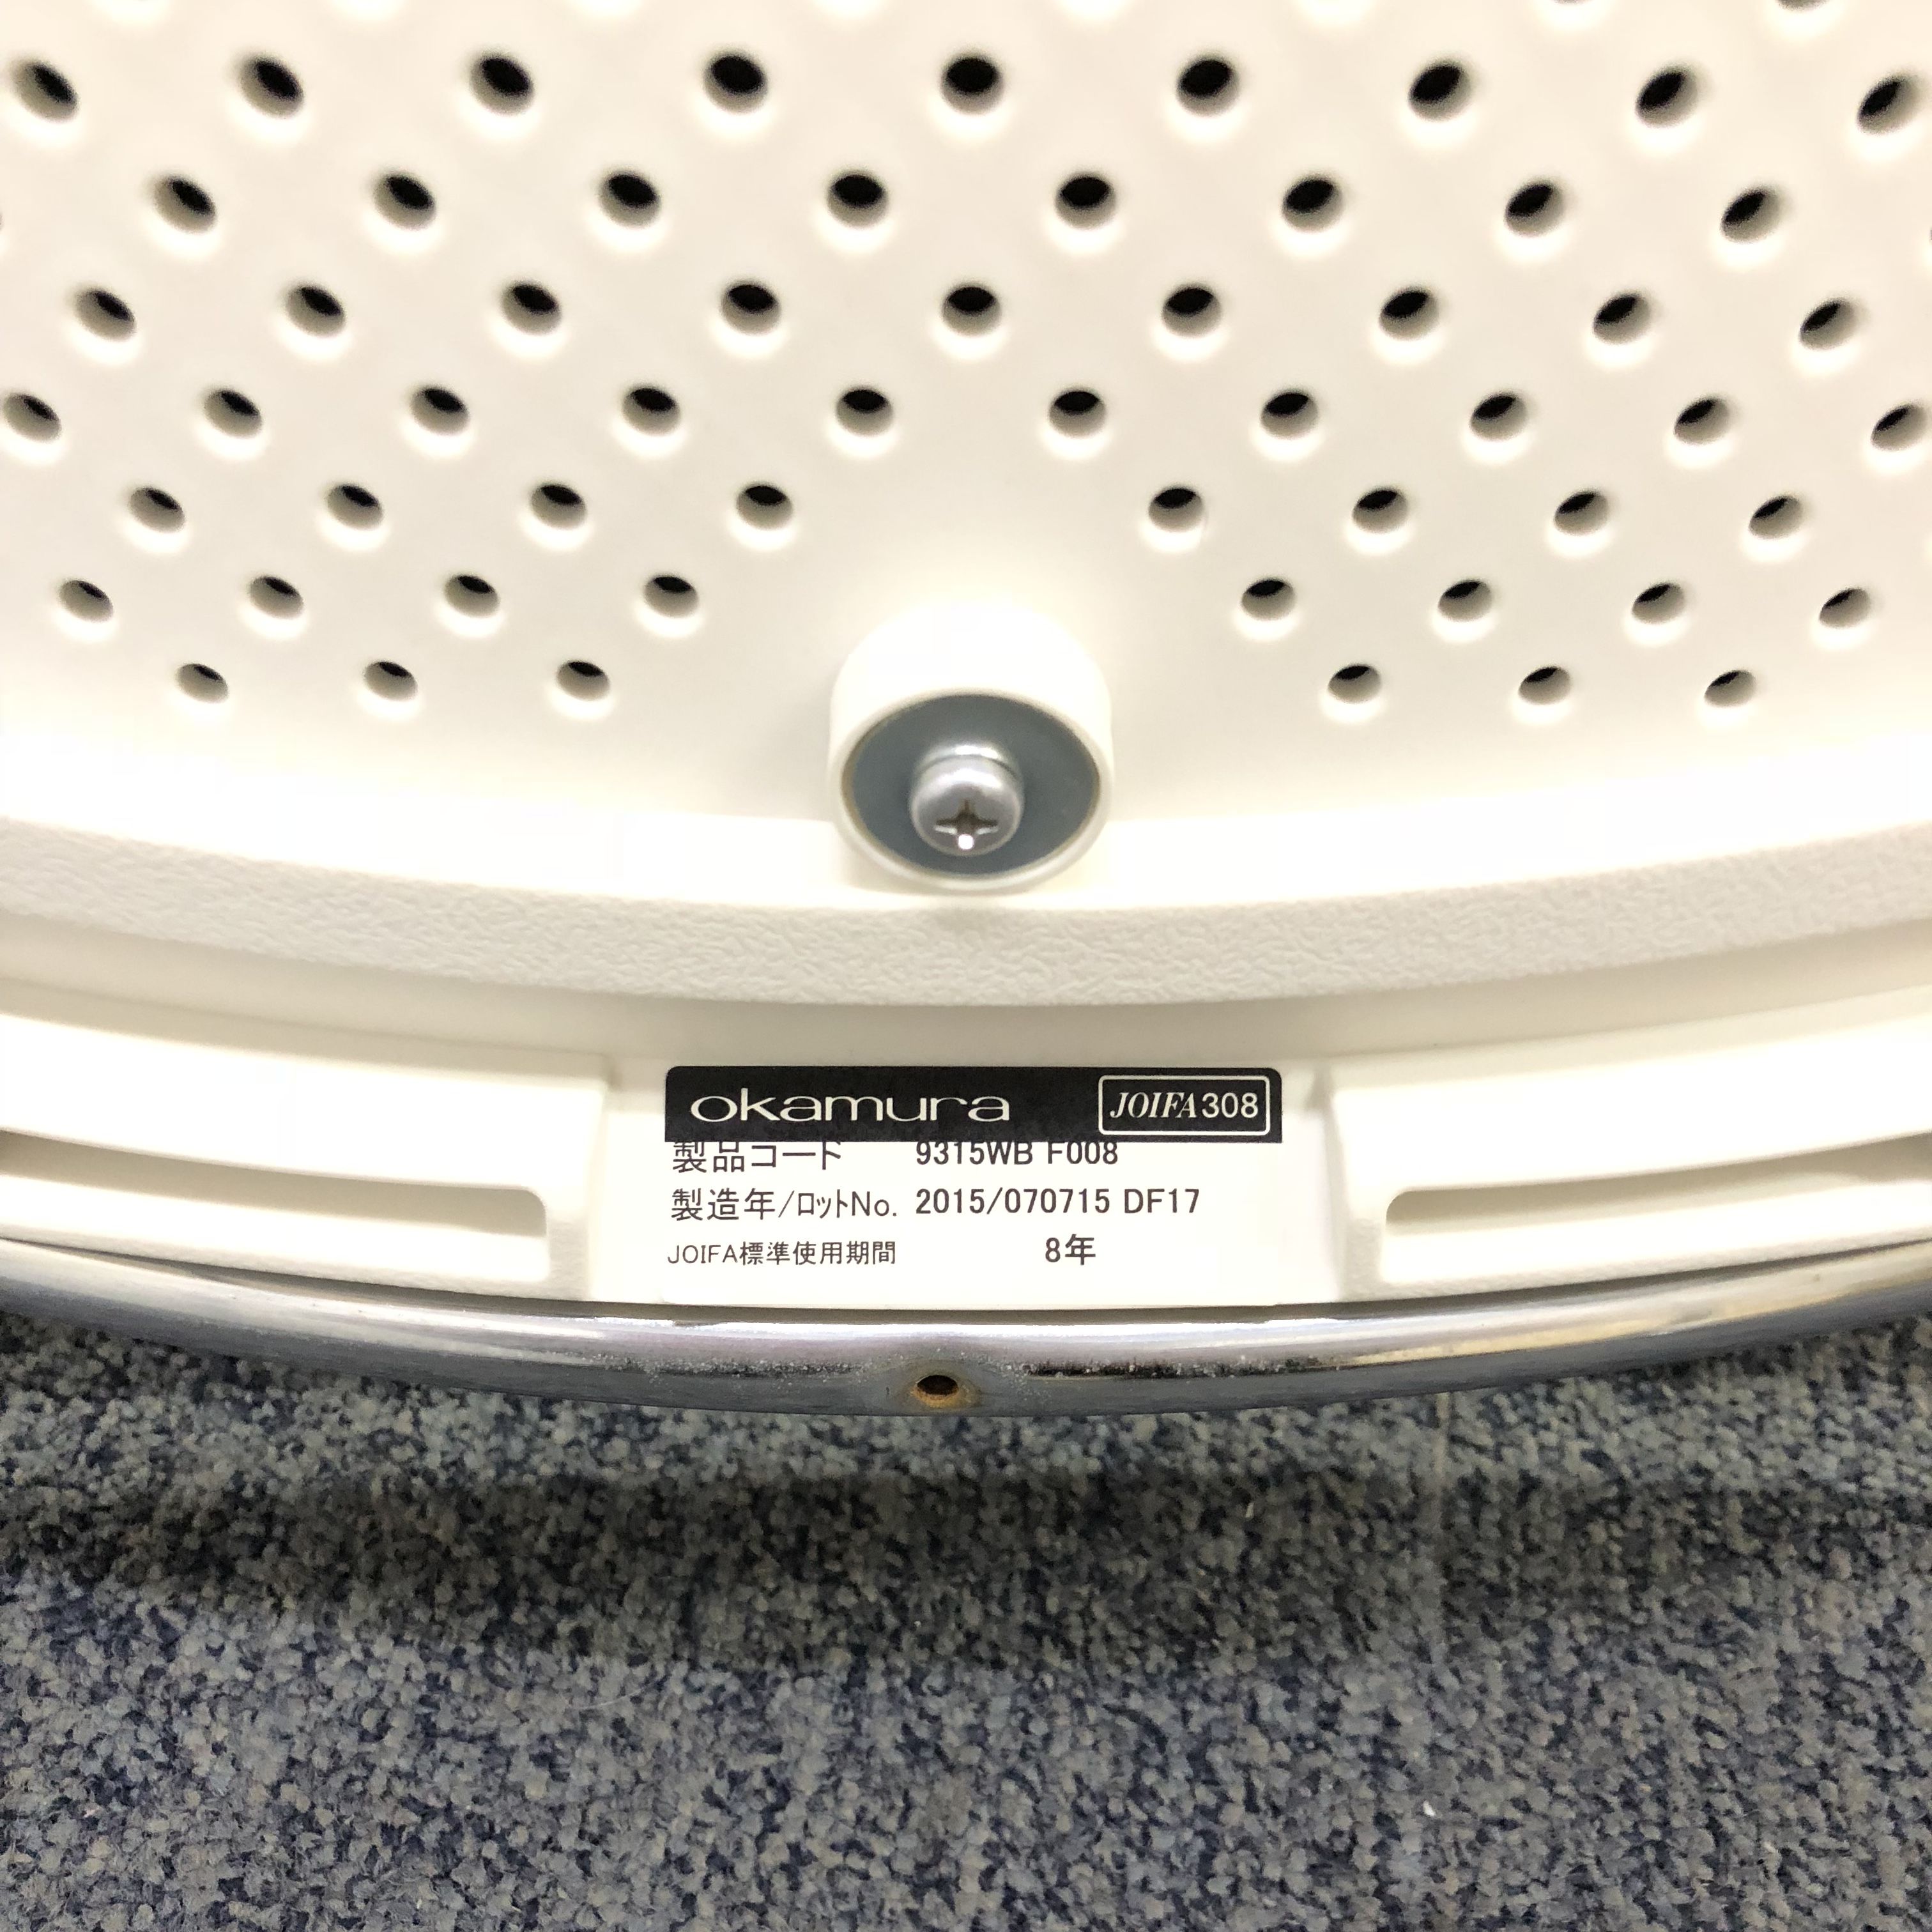 okamura JOIFA308
製品コード 9315WB F008
製造年/ロットNo. 2015/070715 DF17
JOIFA標準使用期間 8年